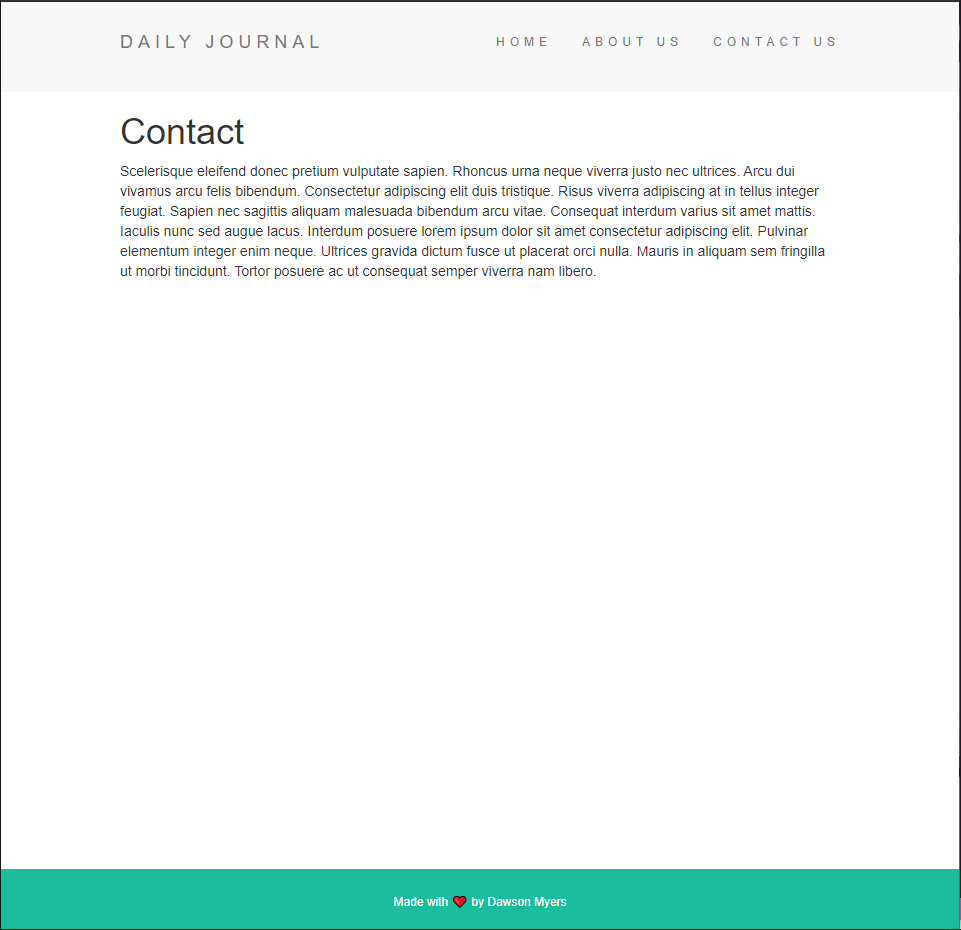 DAILY JOURNAL
HOME ABOUT US CONTACT US
Contact
Scelerisque eleifend donec pretium vulputate sapien. Rhoncus urna neque viverra justo nec ultrices. Arcu dui
vivamus arcu felis bibendum. Consectetur adipiscing elit duis tristique. Risus viverra adipiscing at in tellus integer
feugiat. Sapien nec sagittis aliquam malesuada bibendum arcu vitae. Consequat interdum varius sit amet mattis.
Iaculis nunc sed augue lacus. Interdum posuere lorem ipsum dolor sit amet consectetur adipiscing elit. Pulvinar
elementum integer enim neque. Ultrices gravida dictum fusce ut placerat orci nulla. Mauris in aliquam sem fringilla
ut morbi tincidunt. Tortor posuere ac ut consequat semper viverra nam libero.
Made with ❤ by Dawson Myers